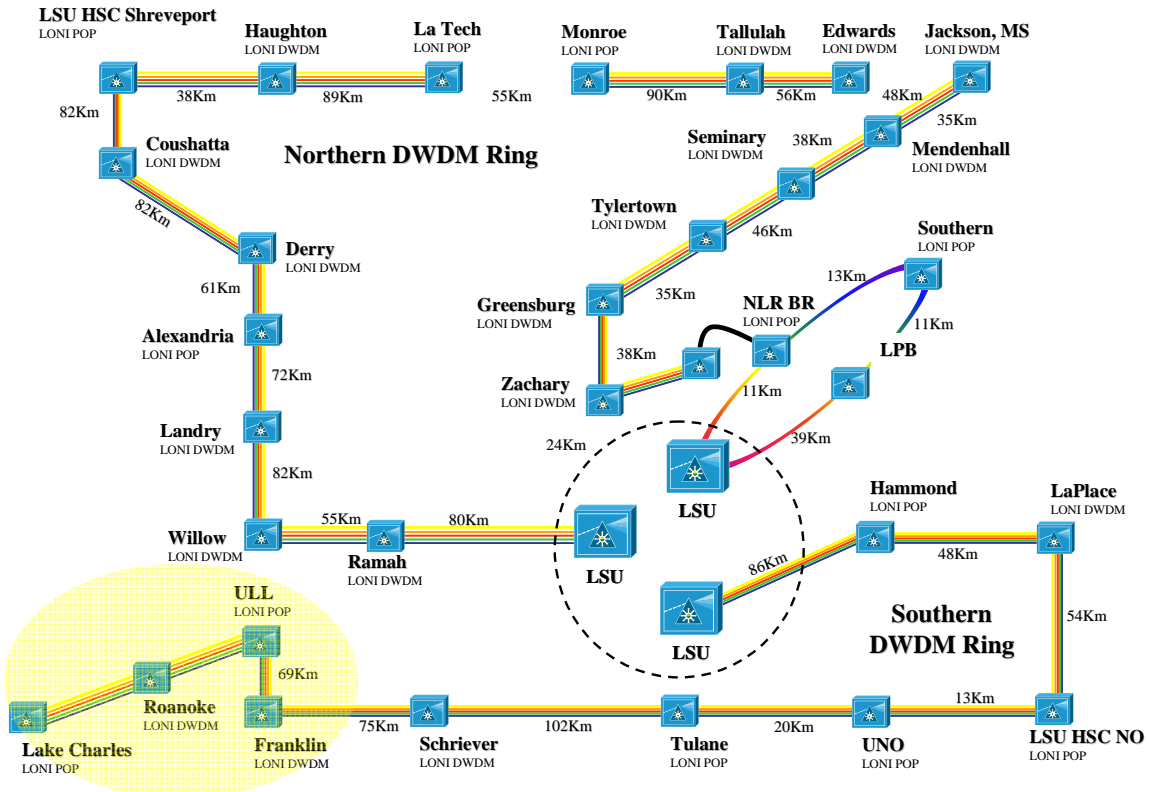 LSU HSC Shreveport
LONI POP
Haughton
LONI DWDM
La Tech
LONI POP
Monroe
LONI POP
Tallulah
LONI DWDM
Edwards
LONI DWDM
Jackson, MS
LONI DWDM
38Km
89Km
55Km
90Km
56Km
48Km
35Km
82Km
Coushatta
LONI DWDM
Northern DWDM Ring
Seminary
LONI DWDM
38Km
Mendenhall
LONI DWDM
82Km
Tylertown
LONI DWDM
46Km
Southern
LONI POP
Derry
LONI DWDM
61Km
Greensburg
LONI DWDM
35Km
NLR BR
LONI POP
13Km
11Km
Alexandria
LONI POP
38Km
LPB
72Km
Zachary
LONI DWDM
11Km
Landry
LONI DWDM
24Km
39Km
82Km
LSU
Hammond
LONI POP
LaPlace
LONI DWDM
Willow
LONI DWDM
55Km
80Km
Ramah
LONI DWDM
LSU
86Km
48Km
ULL
LONI POP
LSU
Southern
DWDM Ring
54Km
69Km
Roanoke
LONI DWDM
13Km
Lake Charles
LONI POP
Franklin
LONI DWDM
75Km
Schriever
LONI DWDM
102Km
Tulane
LONI POP
20Km
UNO
LONI POP
LSU HSC NO
LONI POP